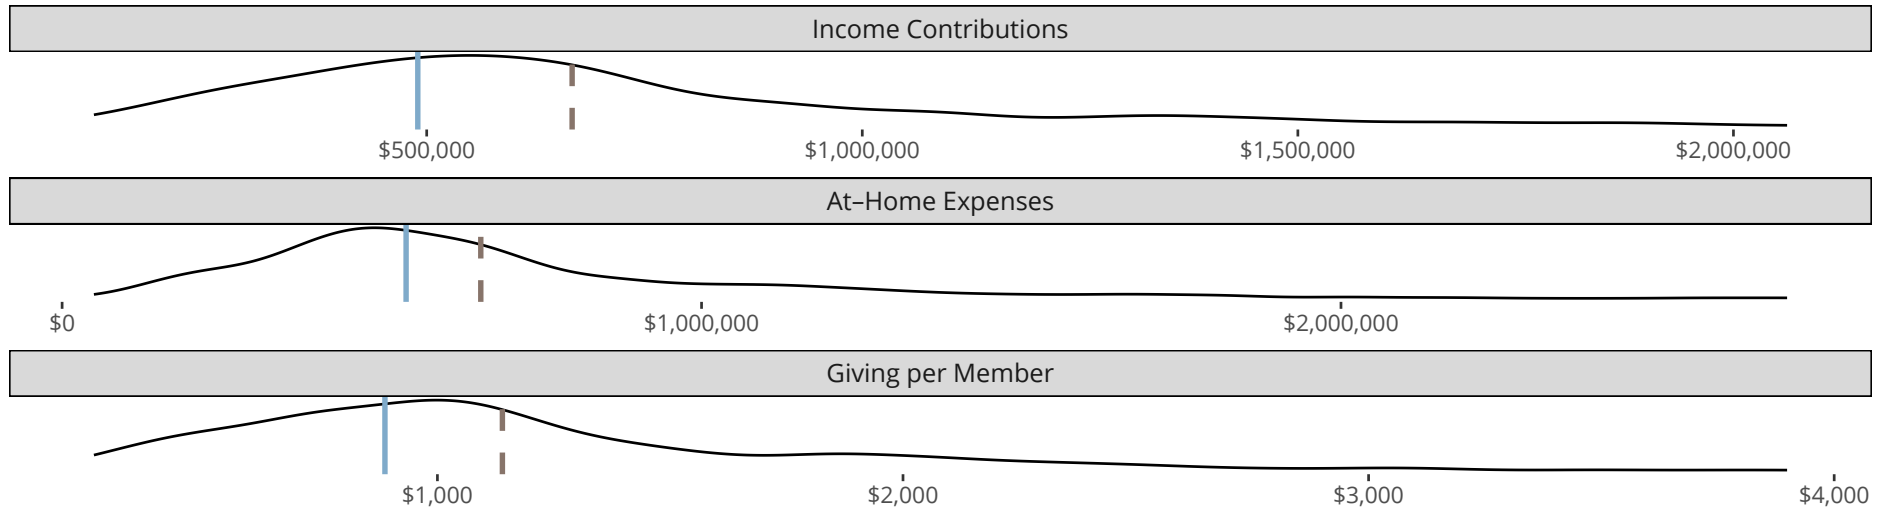 Income Contributions
$500,000 $1,000,000 $1,500,000 $2,000,000
At–Home Expenses
$0 $1,000,000 $2,000,000
Giving per Member
$1,000 $2,000 $3,000 $4,000